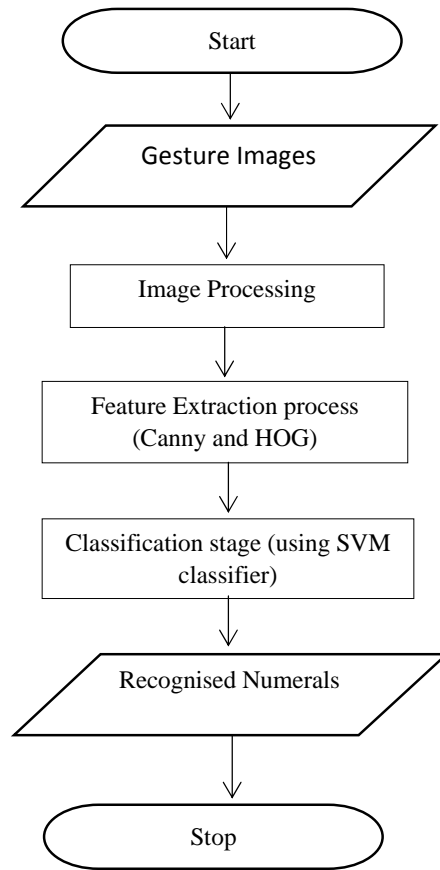 Start
Gesture Images
Image Processing
Feature Extraction process
(Canny and HOG)
Classification stage (using SVM
classifier)
Recognised Numerals
Stop